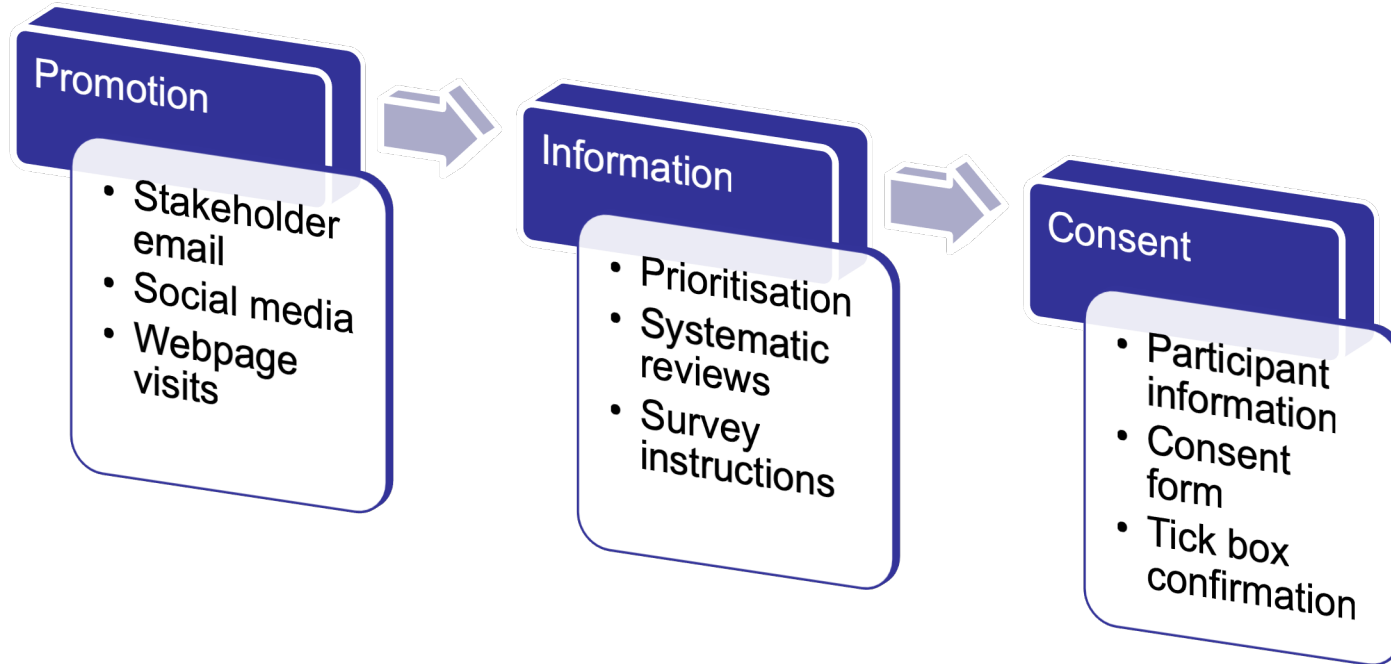 Promotion
• Stakeholder
email
• Social media
• Webpage
visits
Information
• Prioritisation
• Systematic
reviews
• Survey
instructions
Consent
• Participant
information
• Consent
form
• Tick box
confirmation